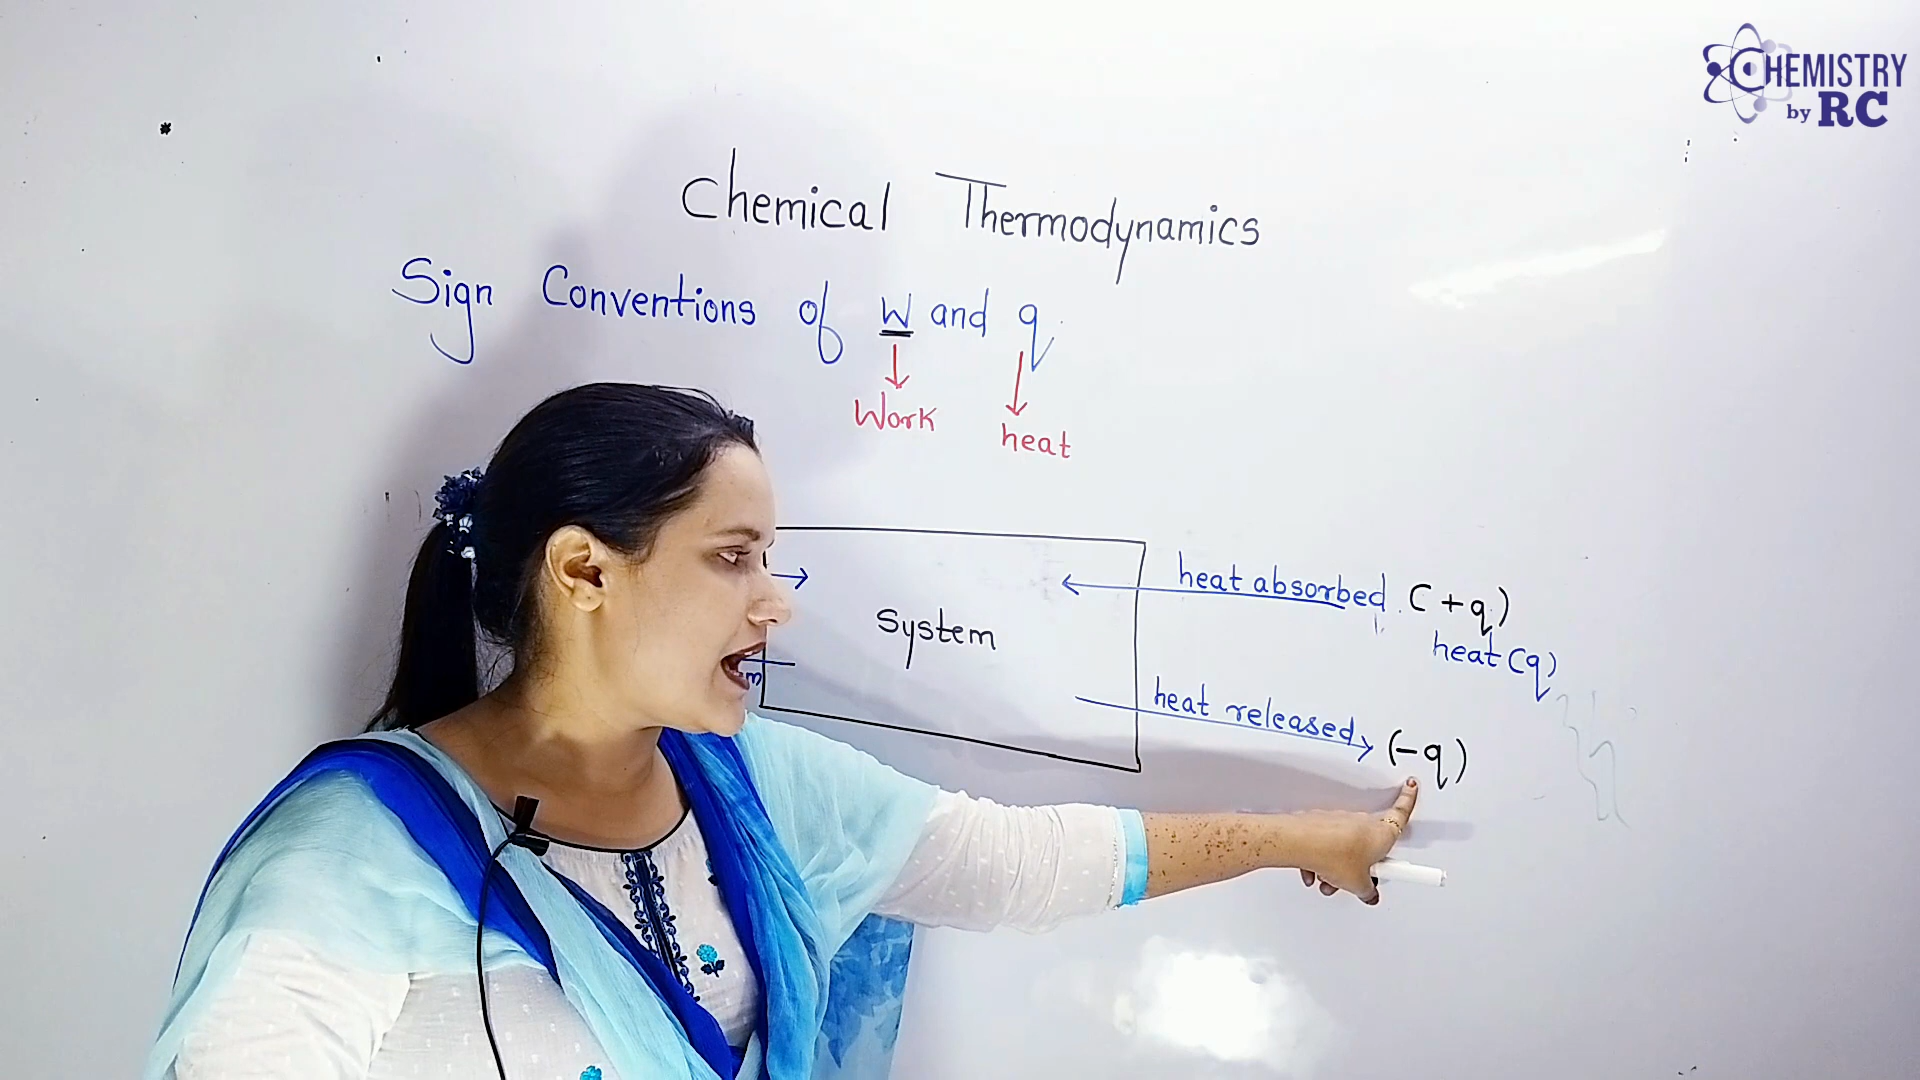 CHEMISTRY
by RC
Chemical Thermodynamics
Sign Conventions of W and q
Work
heat
heat absorbed (+q)
System
heat (q)
heat released
(-q)